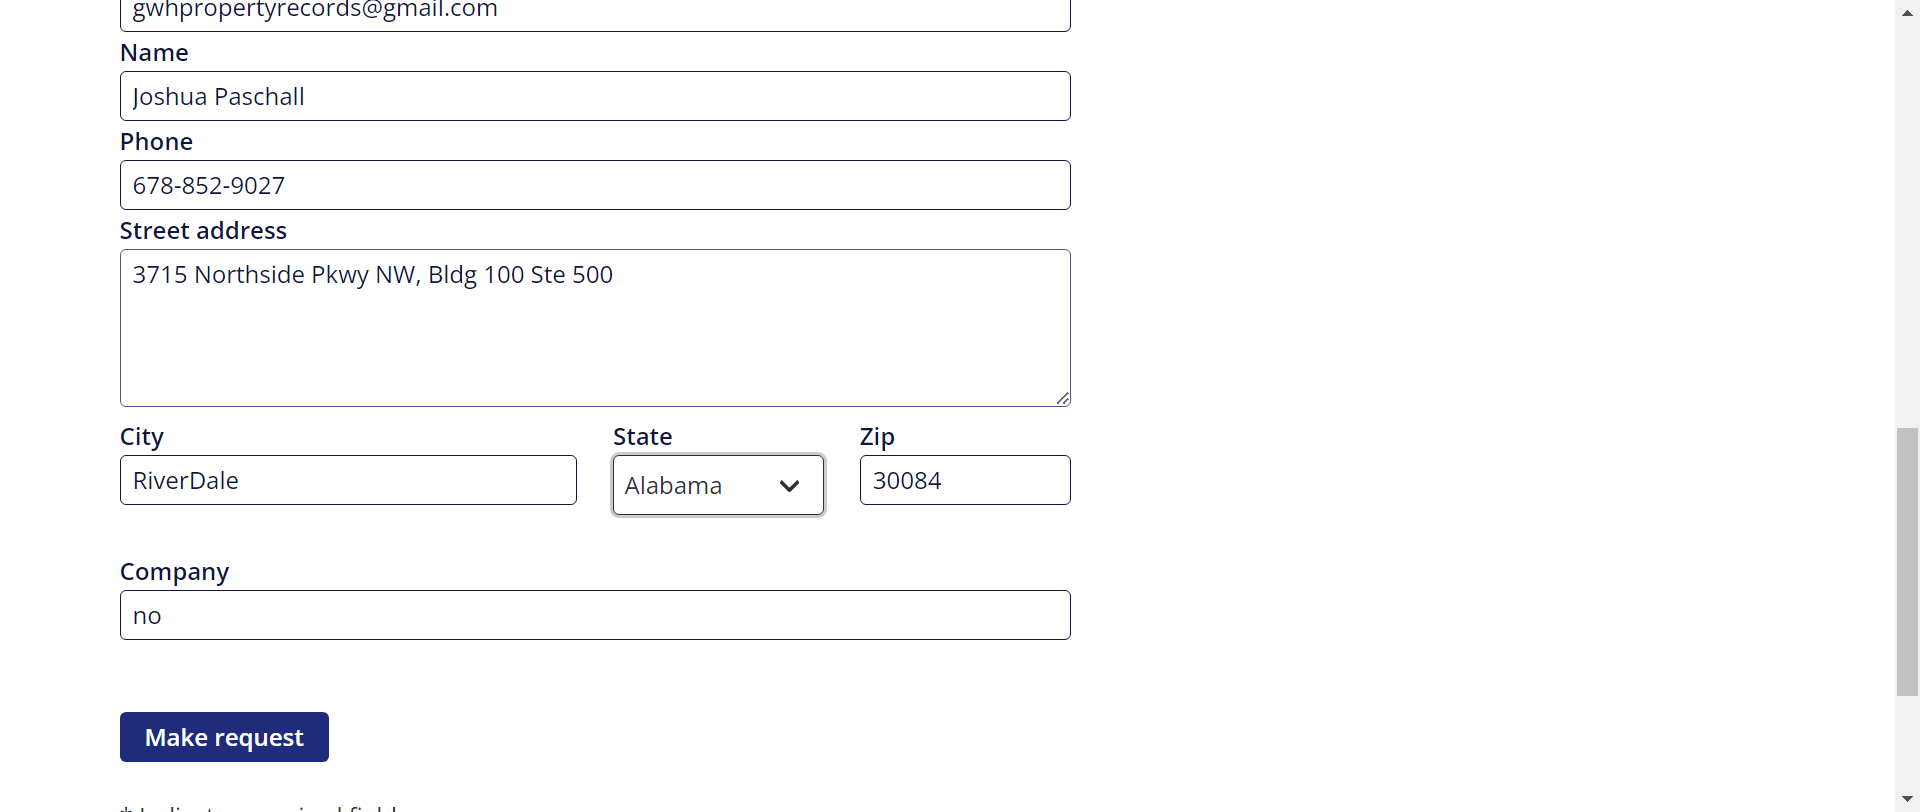 gwhpropertyrecords@gmail.com
Name
Joshua Paschall
Phone
678-852-9027
Street address
3715 Northside Pkwy NW, Bldg 100 Ste 500
City State Zip
RiverDale Alabama 30084
Company
no
Make request